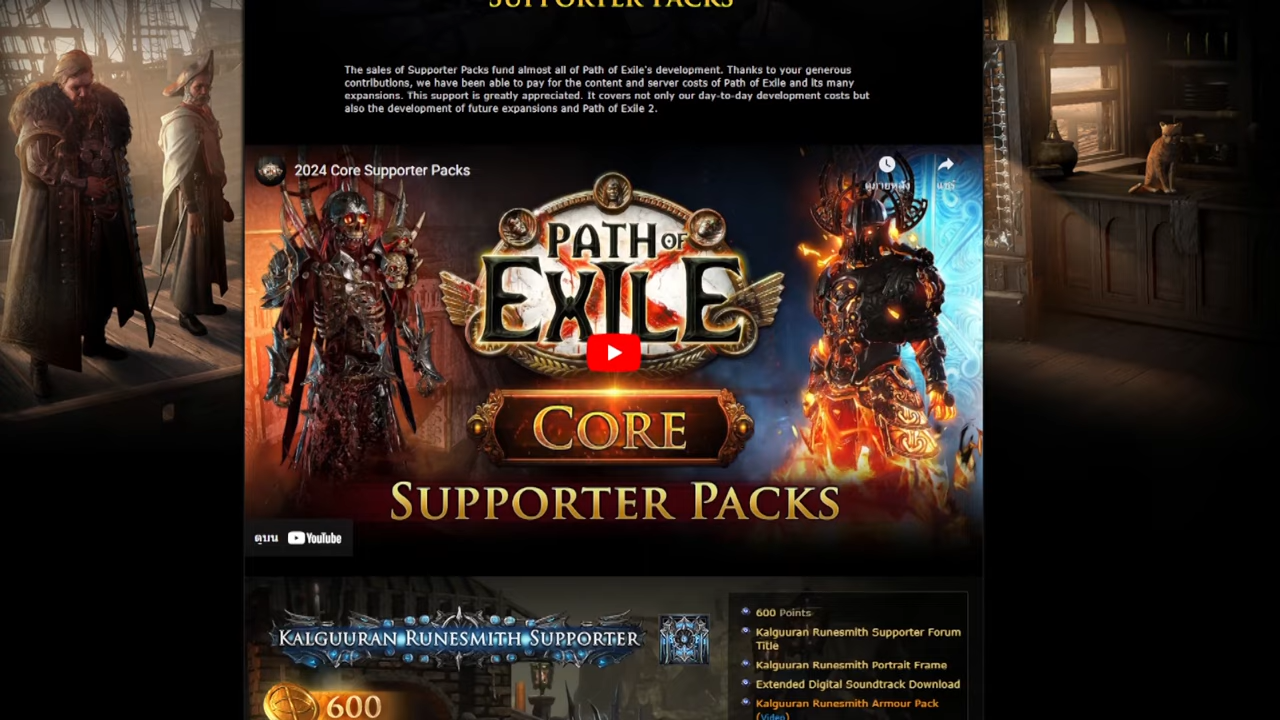 SUPPORTER PACKS
The sales of Supporter Packs fund almost all of Path of Exile's development. Thanks to your generous
contributions, we have been able to pay for the content and server costs of Path of Exile and its many
expansions. This support is greatly appreciated. It covers not only our day-to-day development costs but
also the development of future expansions and Path of Exile 2.
2024 Core Supporter Packs
ดูภายหลัง
แชร์
PATH OF
EXILE
CORE
SUPPORTER PACKS
ดูบน YouTube
KALGUURAN RUNESMITH SUPPORTER
600
600 Points
Kalguuran Runesmith Supporter Forum
Title
Kalguuran Runesmith Portrait Frame
Extended Digital Soundtrack Download
Kalguuran Runesmith Armour Pack
(Video)